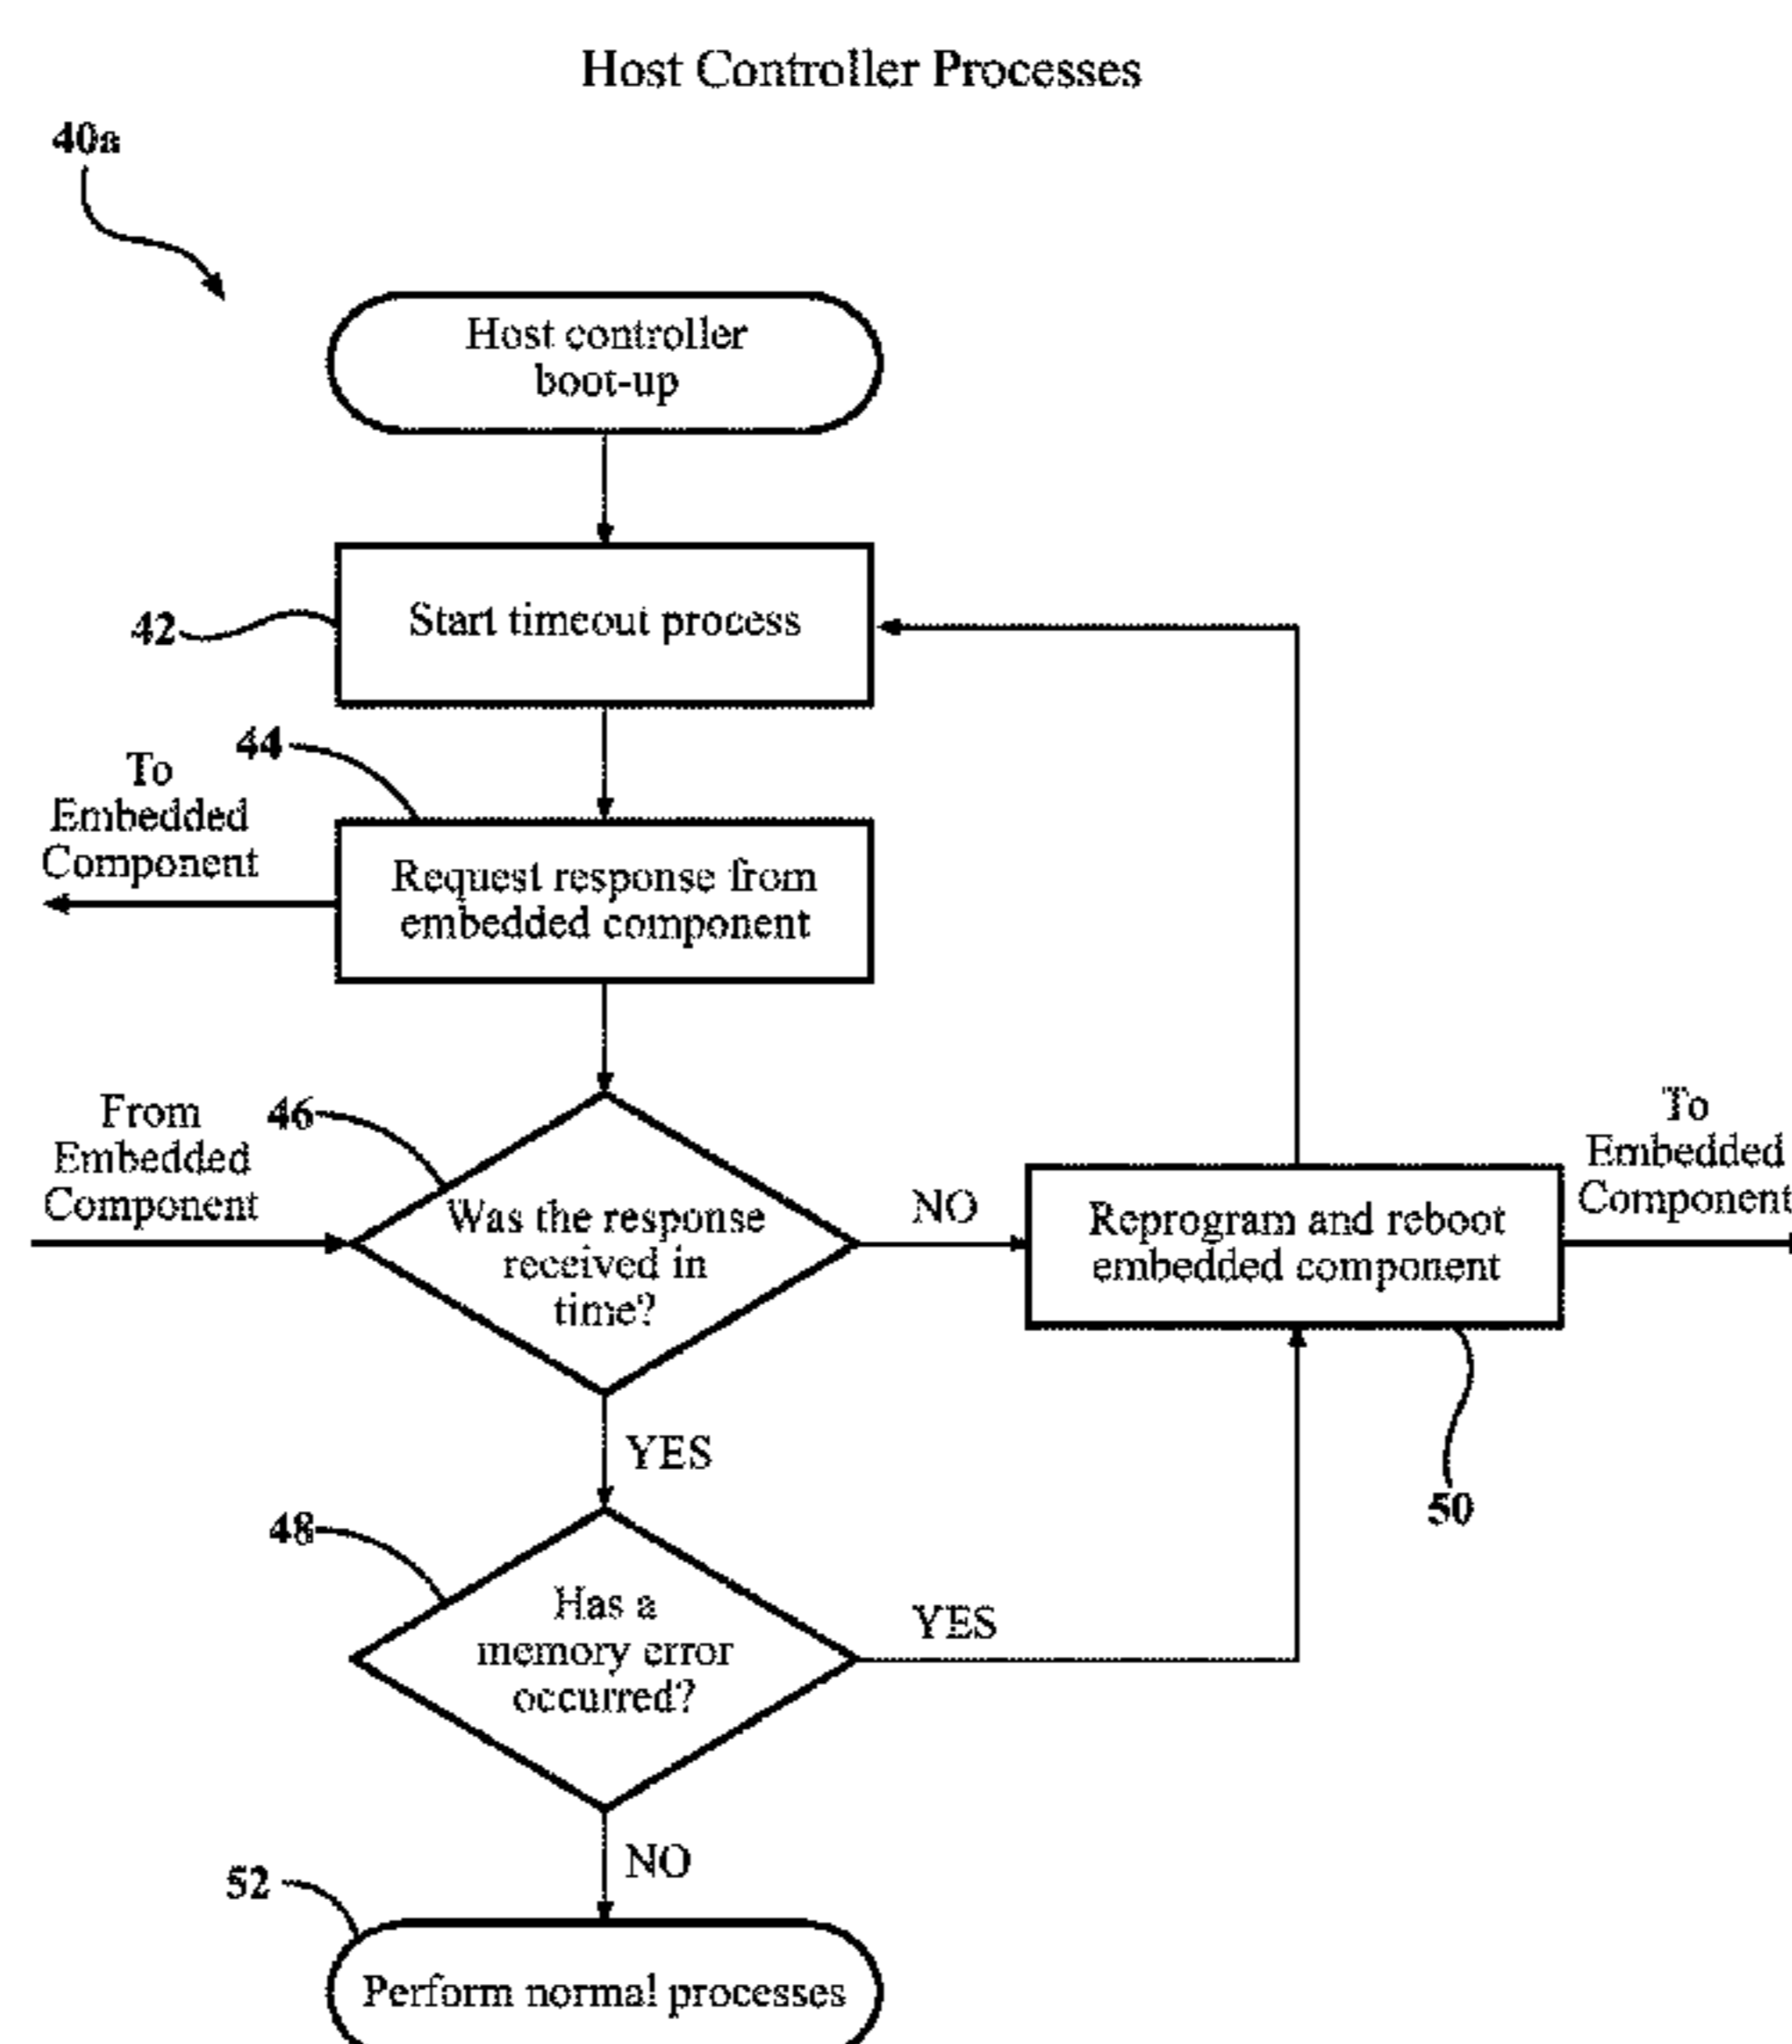 Host Controller Processes
40a
Host controller
boot-up
42
Start timeout process
44
To
Embedded
Component
Request response from
embedded component
From
Embedded
Component
46
Was the response
received in
time?
NO
Reprogram and reboot
embedded component
To
Embedded
Component
50
YES
48
Has a
memory error
occurred?
YES
NO
52
Perform normal processes